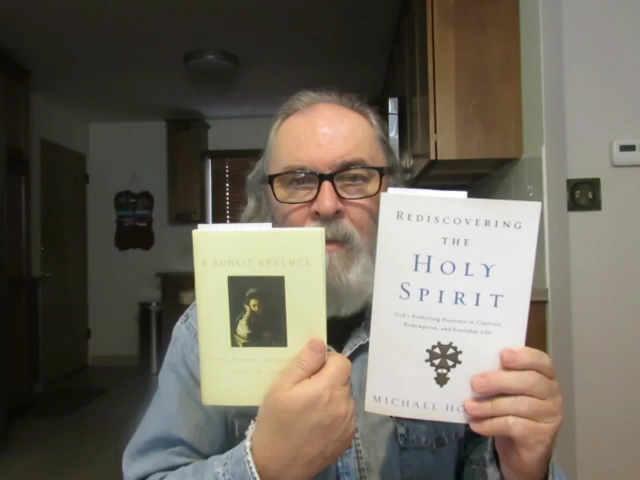 A SUNLIT ABSENCE
REDISCOVERING
THE
HOLY
SPIRIT
God's Perfecting Presence in Creation,
Redemption, and Everyday Life
MICHAEL HO